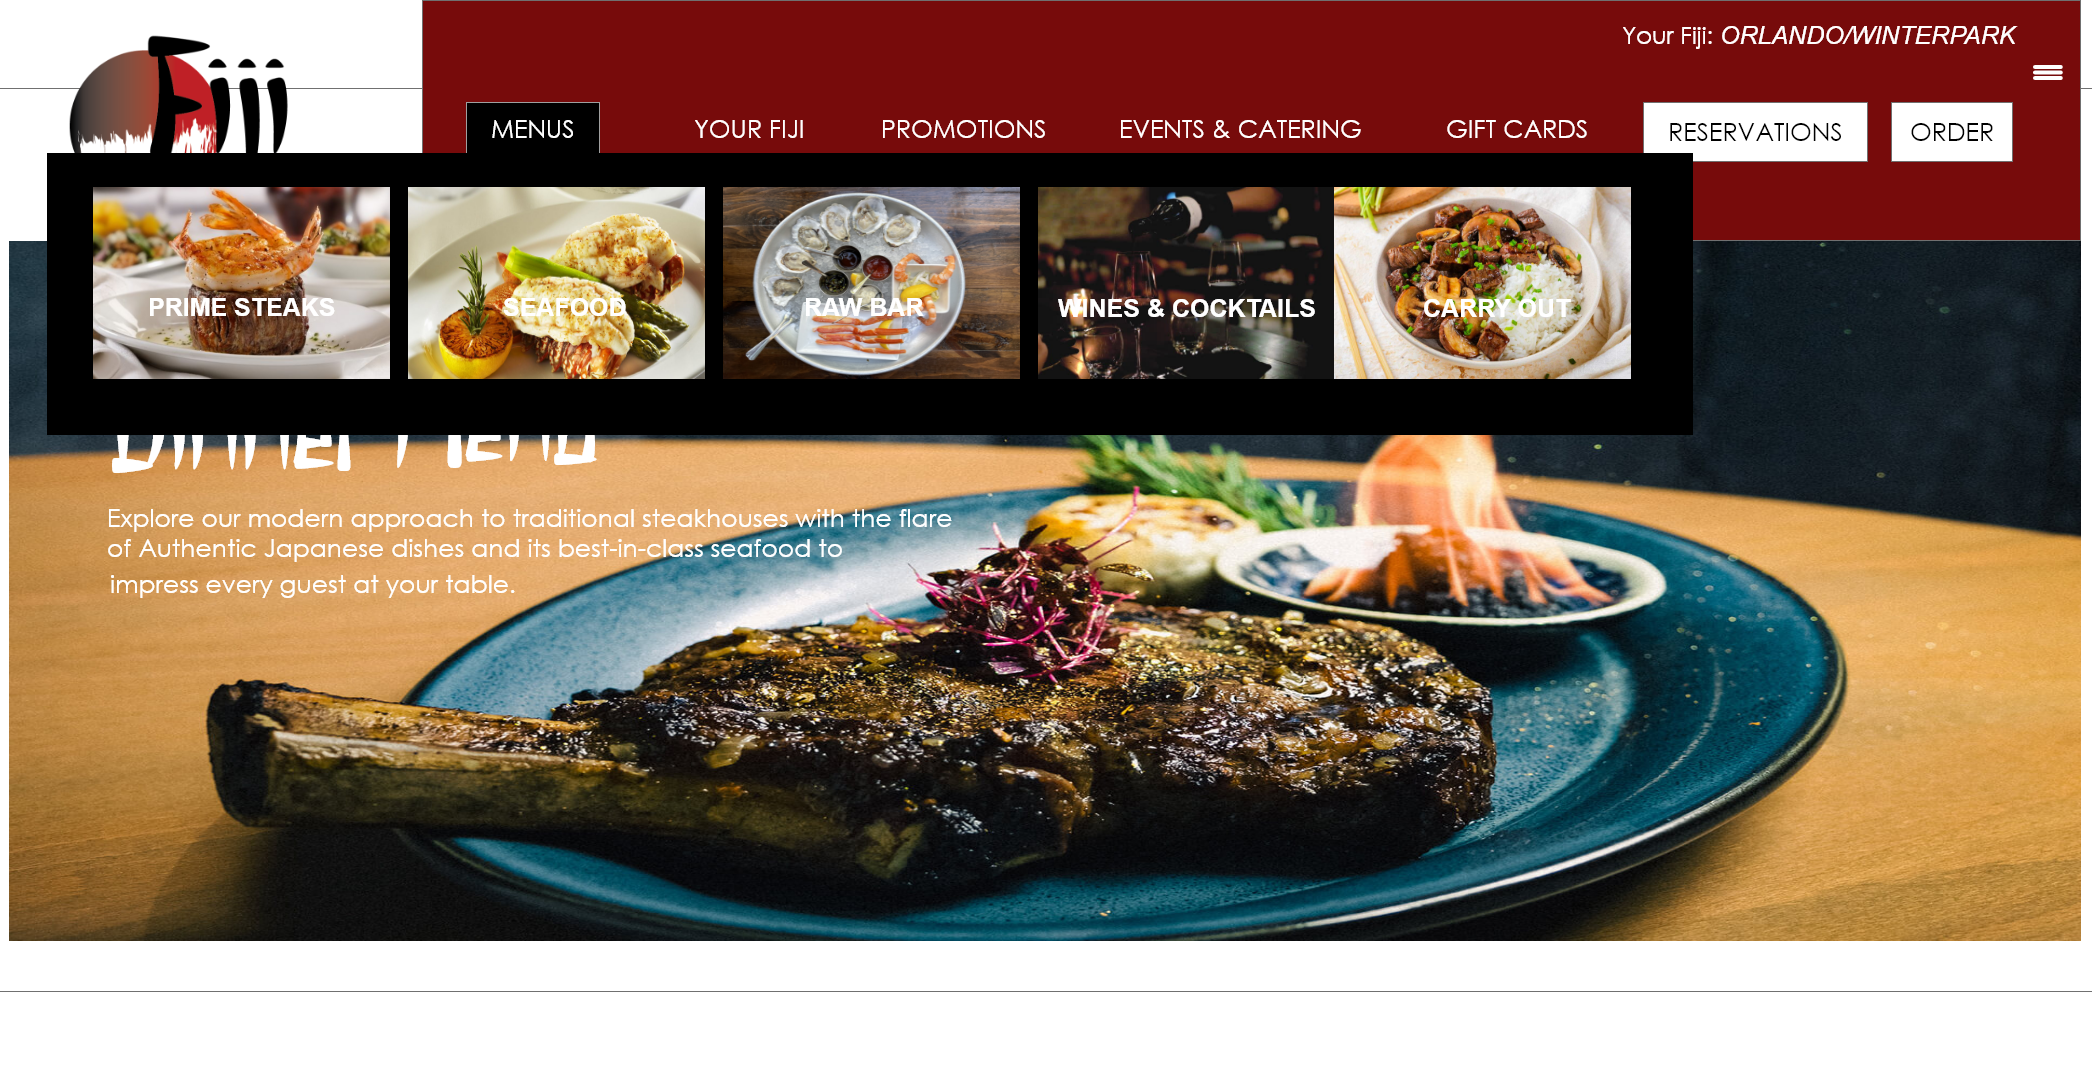 Fiji
Your Fiji: ORLANDO/WINTERPARK
MENUS
YOUR FIJI
PROMOTIONS
EVENTS & CATERING
GIFT CARDS
RESERVATIONS
ORDER
PRIME STEAKS
SEAFOOD
RAW BAR
WINES & COCKTAILS
CARRY OUT
Dinner Menu
Explore our modern approach to traditional steakhouses with the flare
of Authentic Japanese dishes and its best-in-class seafood to
impress every guest at your table.